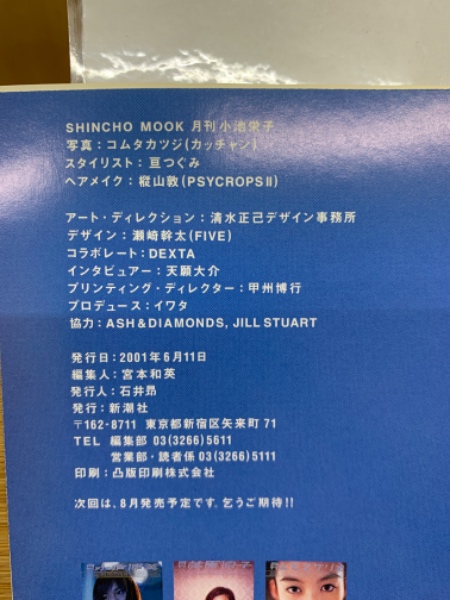 SHINCHO MOOK 月刊小池栄子
写真：コムタカツジ(カッチャン)
スタイリスト：亘つぐみ
ヘアメイク：樅山敦(PSYCROPSⅡ)
アート・ディレクション：清水正己デザイン事務所
デザイン：瀬崎幹太(FIVE)
コラボレート：DEXTA
インタビュアー：天願大介
プリンティング・ディレクター：甲州博行
プロデュース：イワタ
協力：ASH＆DIAMONDS, JILL STUART
発行日：2001年6月11日
編集人：宮本和英
発行人：石井昴
発行：新潮社
〒162-8711 東京都新宿区矢来町71
TEL 編集部 03(3266)5611
営業部・読者係 03(3266)5111
印刷：凸版印刷株式会社
次回は、8月発売予定です。乞うご期待!!